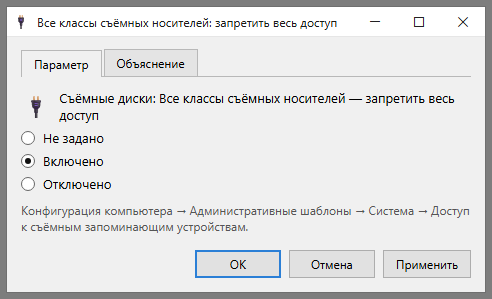 Все классы съёмных носителей: запретить весь доступ
Параметр
Объяснение
Съёмные диски: Все классы съёмных носителей — запретить весь
доступ
Не задано
Включено
Отключено
Конфигурация компьютера → Административные шаблоны → Система → Доступ
к съёмным запоминающим устройствам.
ОК
Отмена
Применить